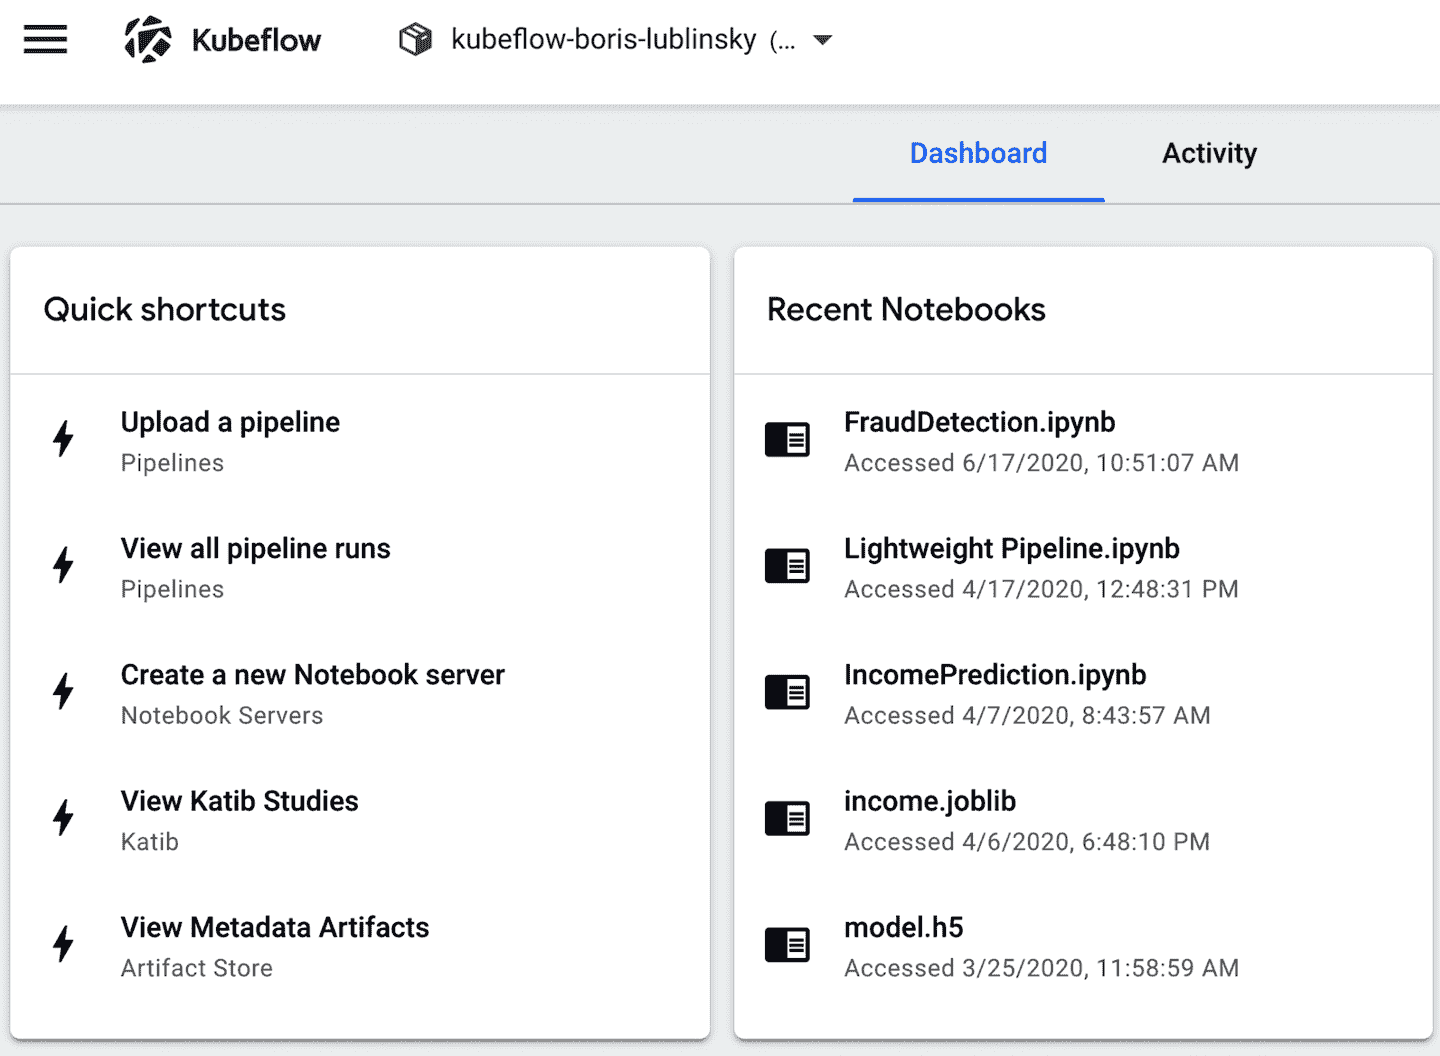 Kubeflow
kubeflow-boris-lublinsky (...
Dashboard
Activity
Quick shortcuts
Upload a pipeline
Pipelines
View all pipeline runs
Pipelines
Create a new Notebook server
Notebook Servers
View Katib Studies
Katib
View Metadata Artifacts
Artifact Store
Recent Notebooks
FraudDetection.ipynb
Accessed 6/17/2020, 10:51:07 AM
Lightweight Pipeline.ipynb
Accessed 4/17/2020, 12:48:31 PM
IncomePrediction.ipynb
Accessed 4/7/2020, 8:43:57 AM
income.joblib
Accessed 4/6/2020, 6:48:10 PM
model.h5
Accessed 3/25/2020, 11:58:59 AM